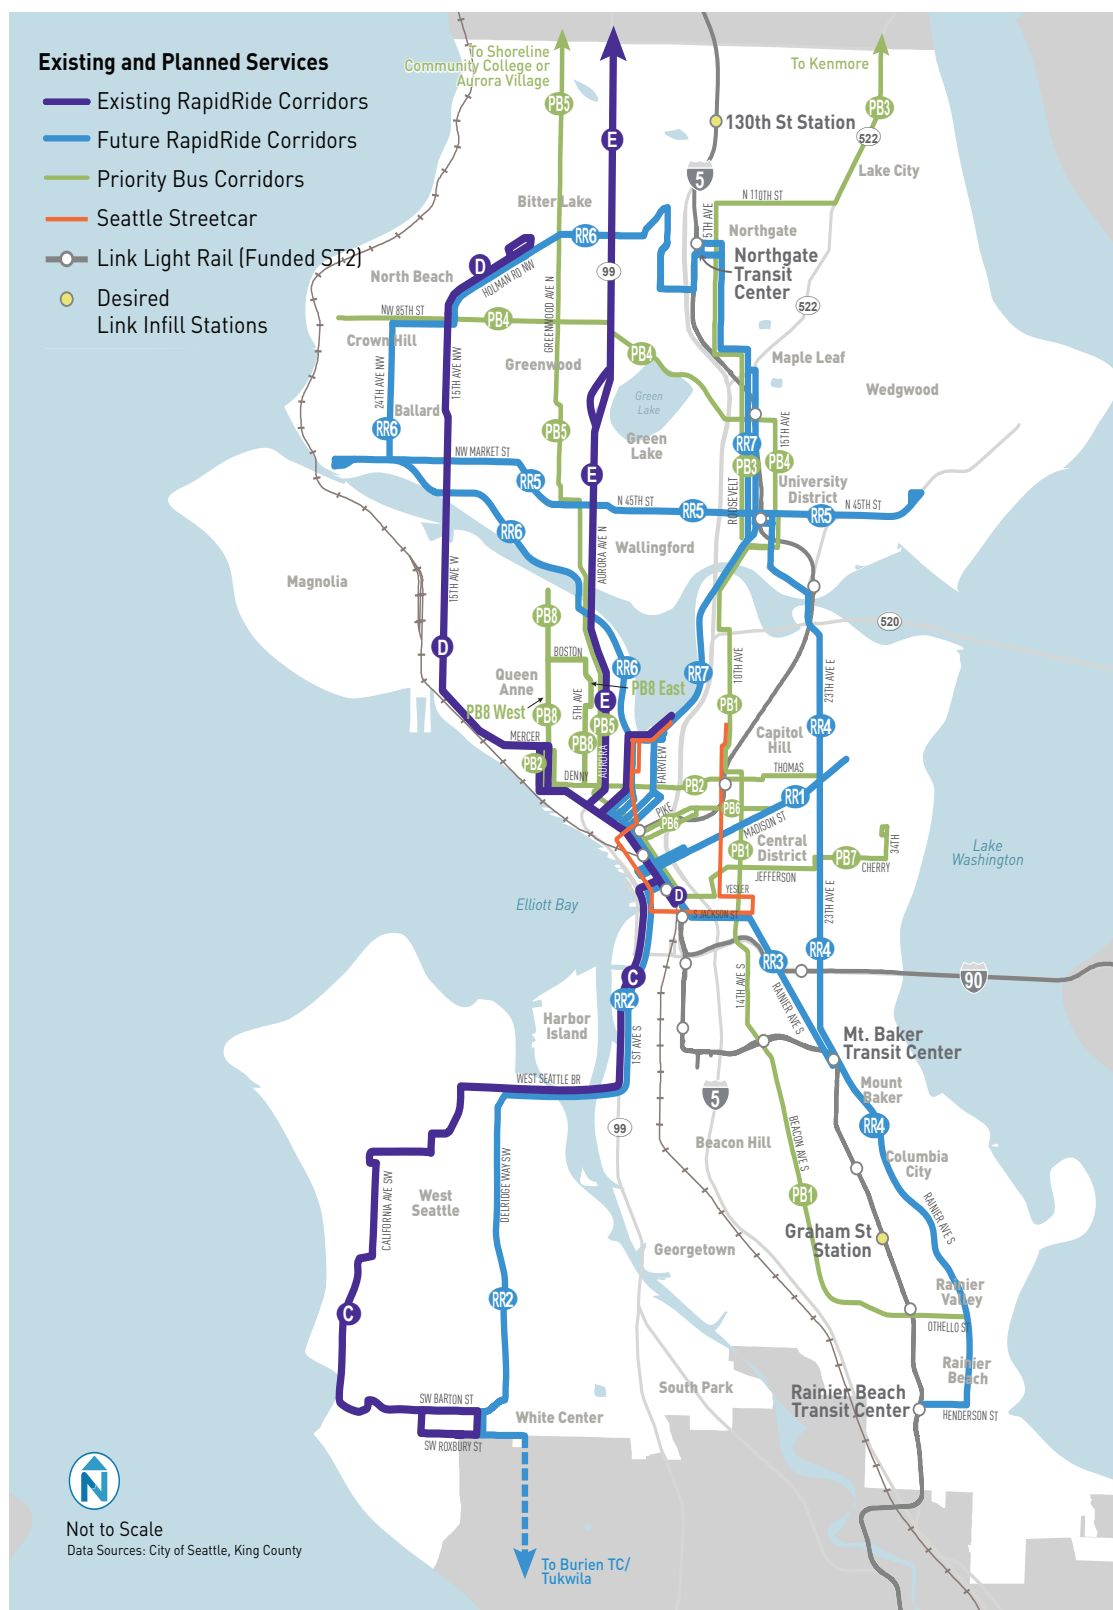 Existing and Planned Services
Existing RapidRide Corridors
Future RapidRide Corridors
Priority Bus Corridors
Seattle Streetcar
Link Light Rail (Funded ST2)
Desired
Link Infill Stations
To Shoreline
Community College or
Aurora Village
To Kenmore
PB5
PB3
E
130th St Station
522
5
Lake City
N 110TH ST
Bitter Lake
5TH AVE
Northgate
RR6
D
North Beach
HOLMAN RD NW
99
Northgate
Transit
Center
522
GREENWOOD AVE N
NW 85TH ST
PB4
Crown Hill
PB4
Greenwood
Maple Leaf
24TH AVE NW
15TH AVE NW
Wedgwood
Green
Lake
Ballard
RR6
PB5
Green
Lake
RR7
15TH AVE
NW MARKET ST
PB3
PB4
E
RR5
University
District
ROOSEVELT
N 45TH ST
RR5
RR5
N 45TH ST
RR6
Wallingford
AURORA AVE N
Magnolia
15TH AVE W
PB8
520
D
BOSTON
10TH AVE
23RD AVE E
Queen
Anne
RR6
RR7
PB8 East
5TH AVE
E
PB8 West
PB8
PB1
PB5
RR4
MERCER
PB8
AURORA
FAIRVIEW
Capitol
Hill
PB2
DENNY
THOMAS
PB2
RR1
PIKE
PB6
PB6
MADISON ST
Central
District
34TH
PB1
PB7
CHERRY
Lake
Washington
JEFFERSON
YESLER
D
23RD AVE E
Elliott Bay
S JACKSON ST
RR4
RR3
C
RR2
14TH AVE S
90
RAINIER AVE S
Harbor
Island
1ST AVE S
Mt. Baker
Transit Center
WEST SEATTLE BR
Mount
Baker
5
99
RR4
Beacon Hill
BEACON AVE S
Columbia
City
DELRIDGE WAY SW
CALIFORNIA AVE SW
West
Seattle
PB1
RAINIER AVE S
Graham St
Station
Georgetown
RR2
Rainier
Valley
C
OTHELLO ST
Rainier
Beach
South Park
Rainier Beach
Transit Center
SW BARTON ST
White Center
HENDERSON ST
SW ROXBURY ST
N
Not to Scale
Data Sources: City of Seattle, King County
To Burien TC/
Tukwila